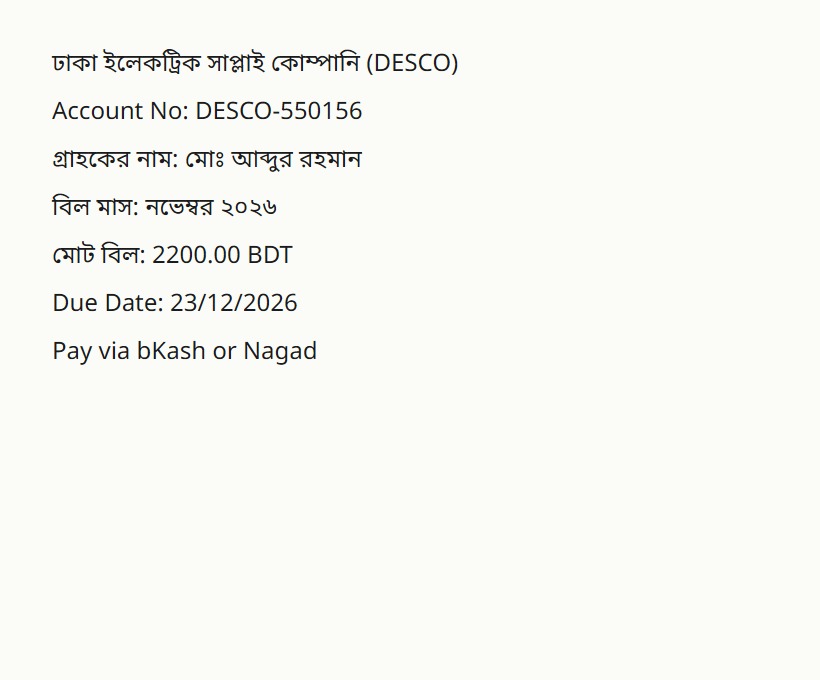 ঢাকা ইলেকট্রিক সাপ্লাই কোম্পানি (DESCO)
Account No: DESCO-550156
গ্রাহকের নাম: মোঃ আব্দুর রহমান
বিল মাস: নভেম্বর ২০২৬
মোট বিল: 2200.00 BDT
Due Date: 23/12/2026
Pay via bKash or Nagad